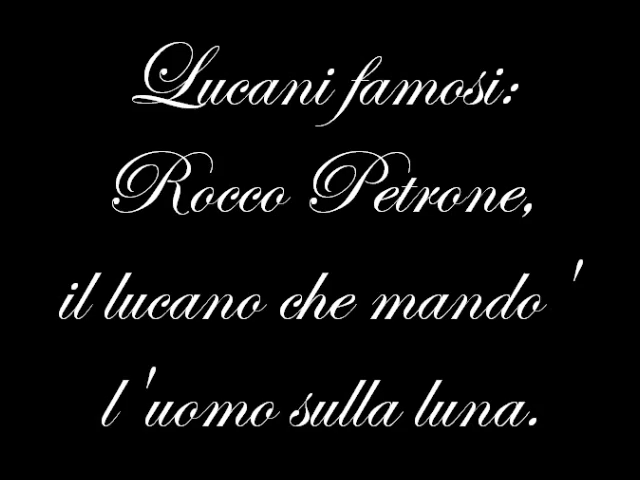 Lucani famosi:
Rocco Petrone,
il lucano che mando '
l 'uomo sulla luna.